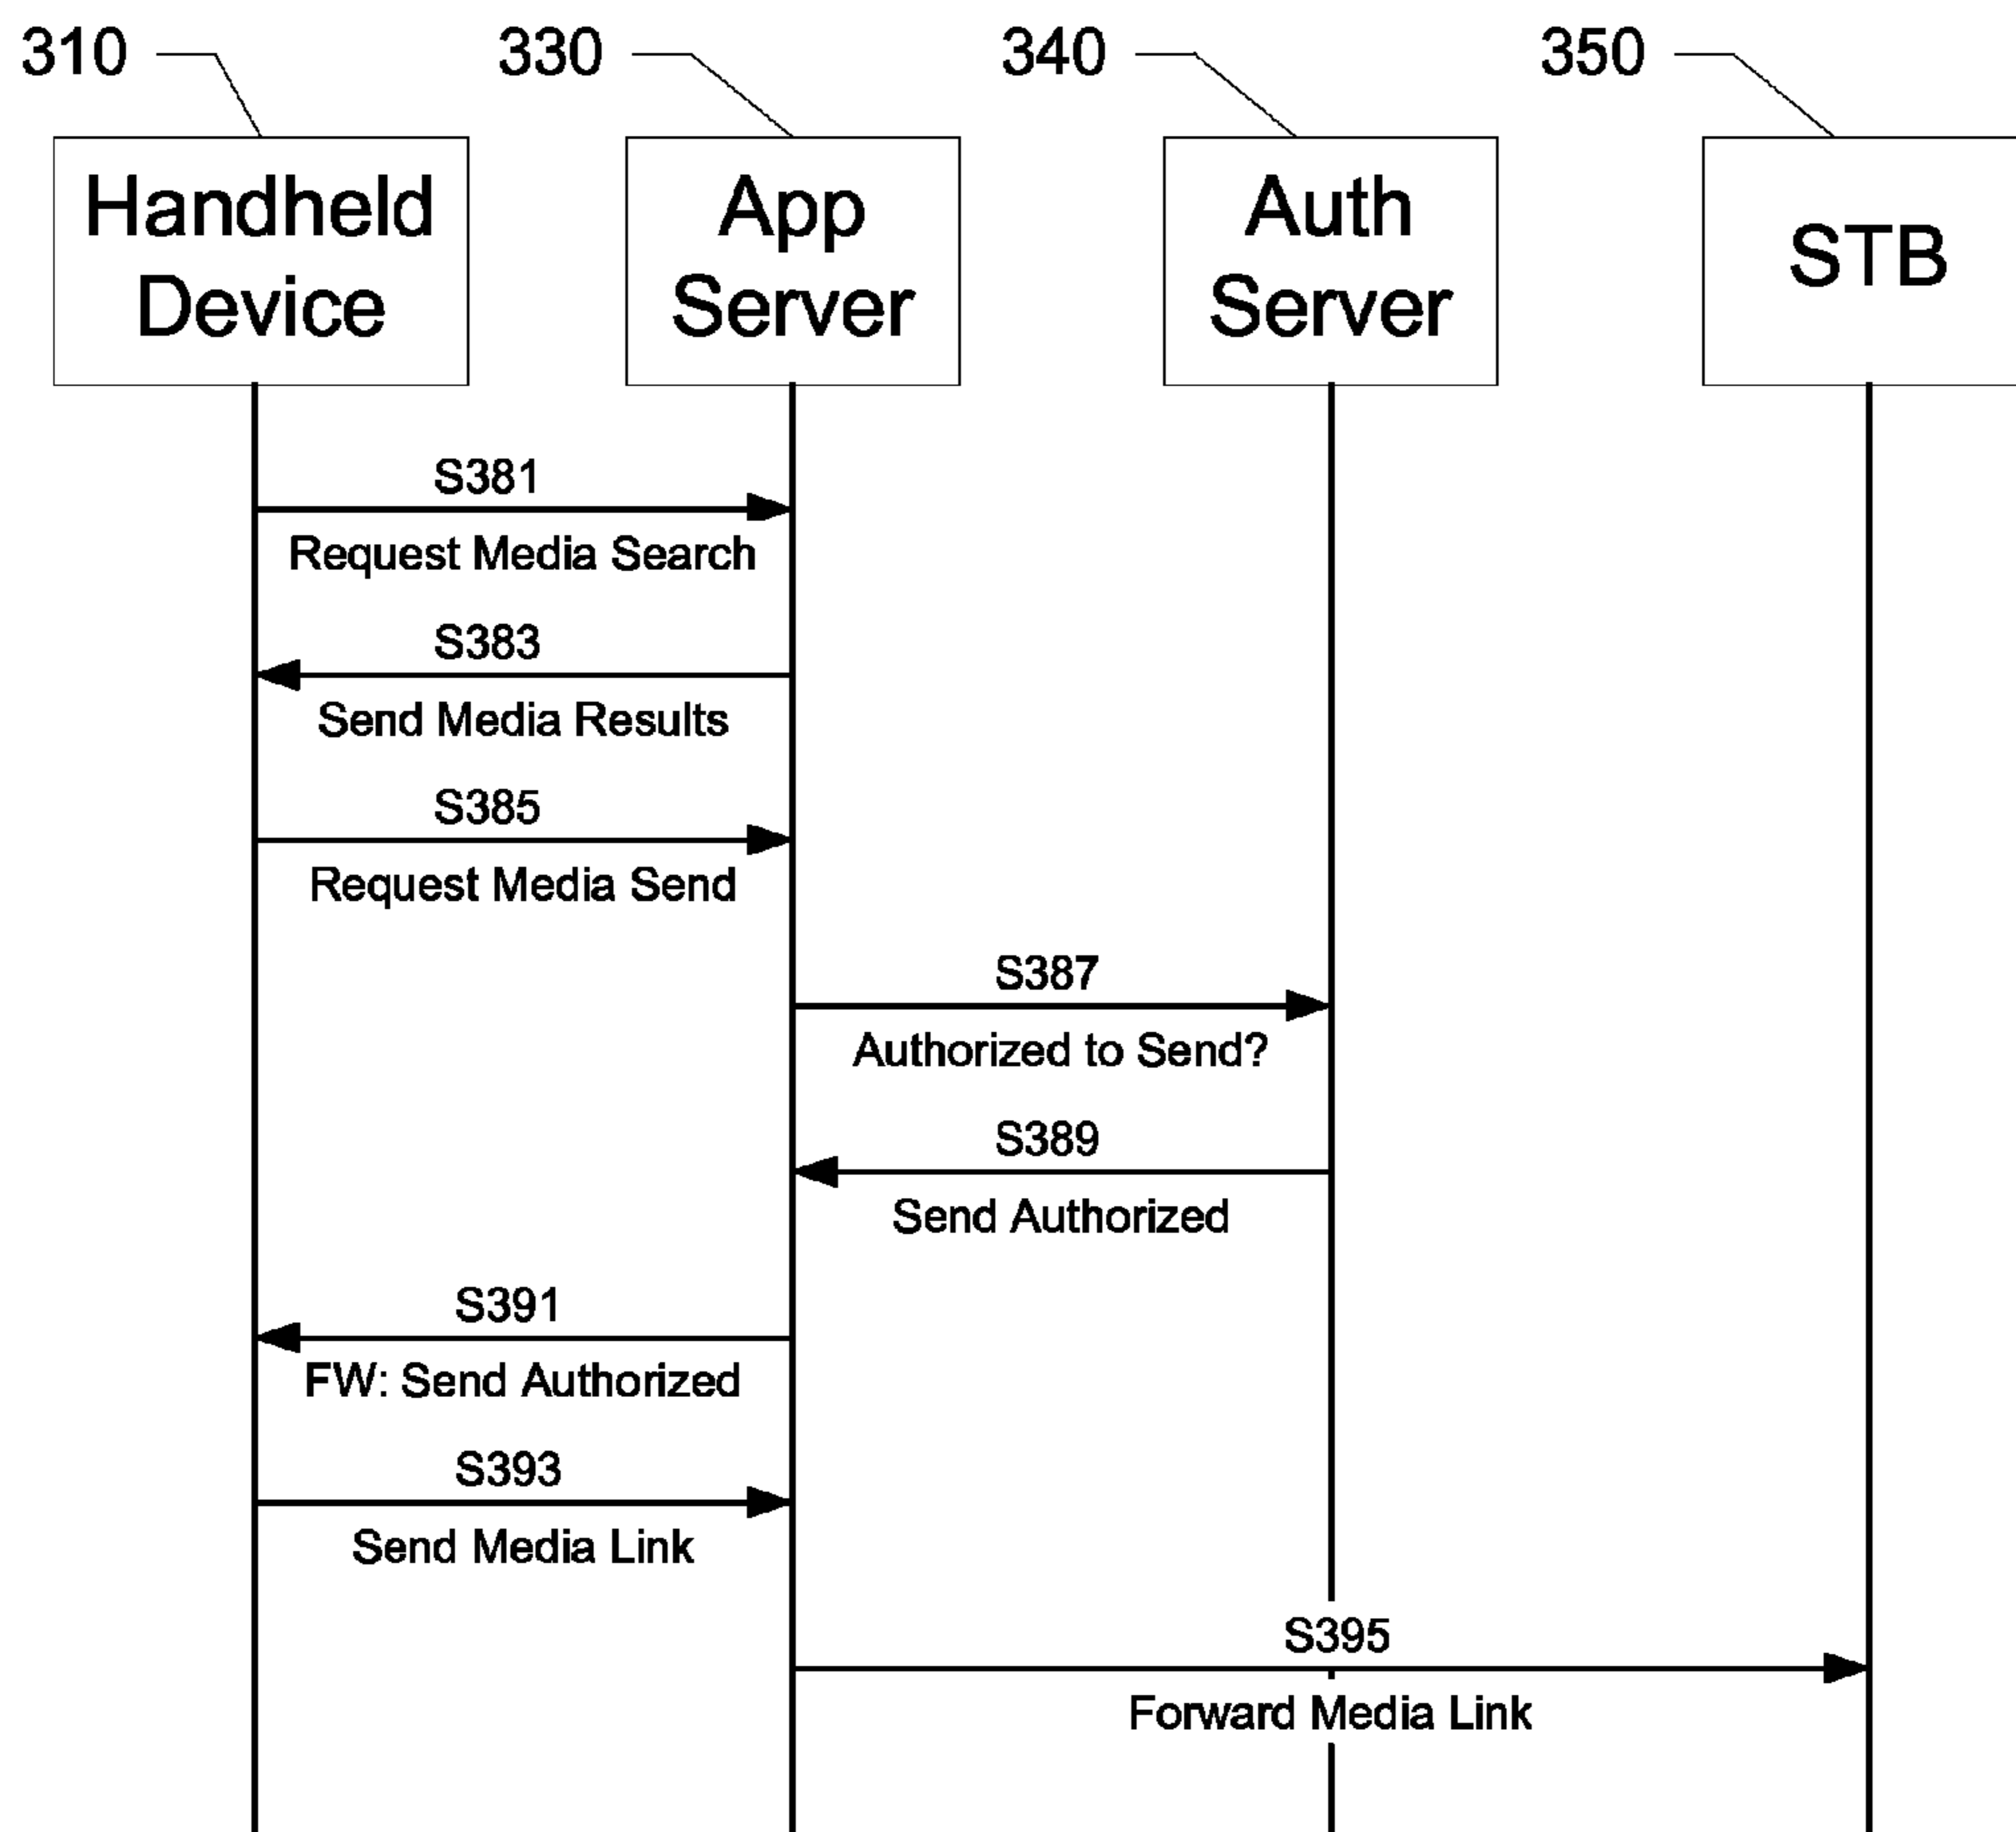 310
330
340
350
Handheld
Device
App
Server
Auth
Server
STB
S381
Request Media Search
S383
Send Media Results
S385
Request Media Send
S387
Authorized to Send?
S389
Send Authorized
S391
FW: Send Authorized
S393
Send Media Link
S395
Forward Media Link